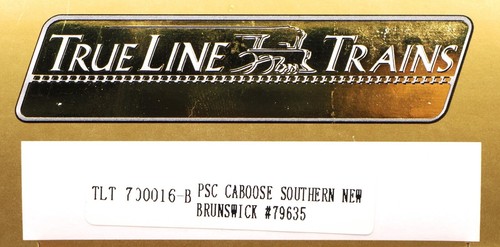 TRUE LINE TRAINS
TLT 700016-B PSC CABOOSE SOUTHERN NEW
BRUNSWICK #79635